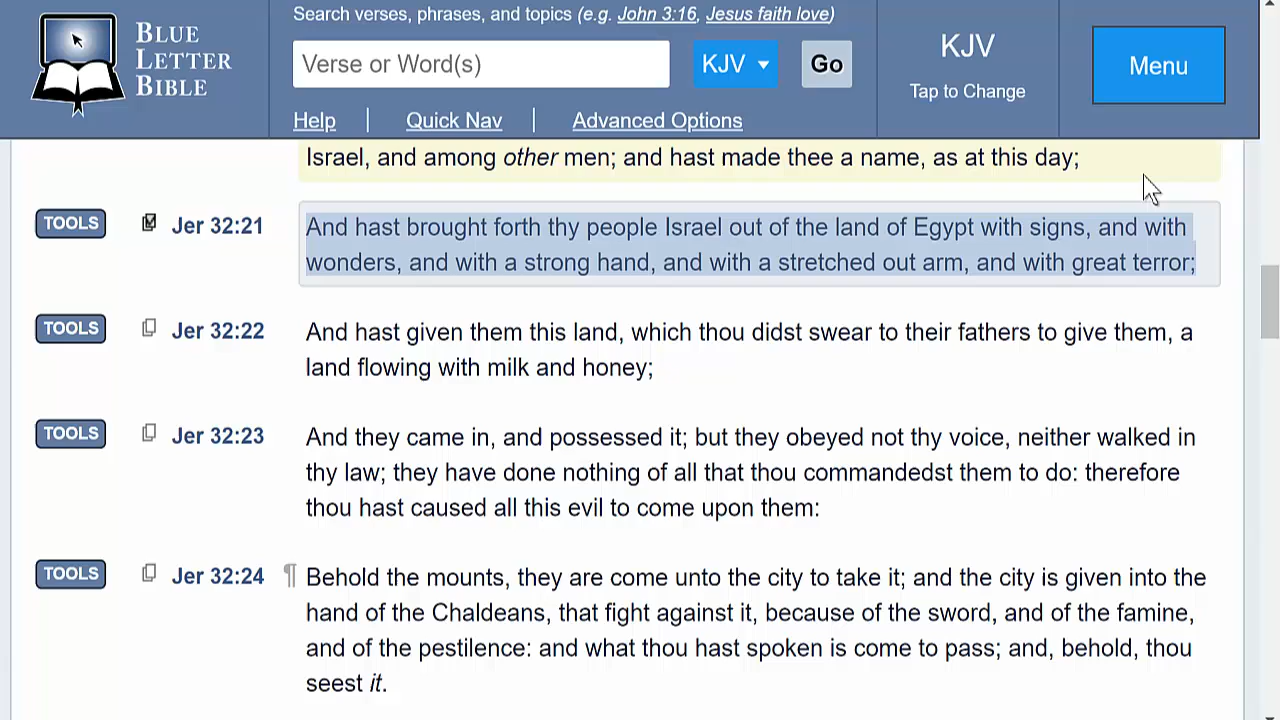 BLUE
LETTER
BIBLE
Search verses, phrases, and topics (e.g. John 3:16, Jesus faith love)
Verse or Word(s)
KJV
Go
Help
Quick Nav
Advanced Options
KJV
Tap to Change
Menu
Israel, and among other men; and hast made thee a name, as at this day;
TOOLS Jer 32:21 And hast brought forth thy people Israel out of the land of Egypt with signs, and with
wonders, and with a strong hand, and with a stretched out arm, and with great terror;
TOOLS Jer 32:22 And hast given them this land, which thou didst swear to their fathers to give them, a
land flowing with milk and honey;
TOOLS Jer 32:23 And they came in, and possessed it; but they obeyed not thy voice, neither walked in
thy law; they have done nothing of all that thou commandedst them to do: therefore
thou hast caused all this evil to come upon them:
TOOLS Jer 32:24 ¶ Behold the mounts, they are come unto the city to take it; and the city is given into the
hand of the Chaldeans, that fight against it, because of the sword, and of the famine,
and of the pestilence: and what thou hast spoken is come to pass; and, behold, thou
seest it.